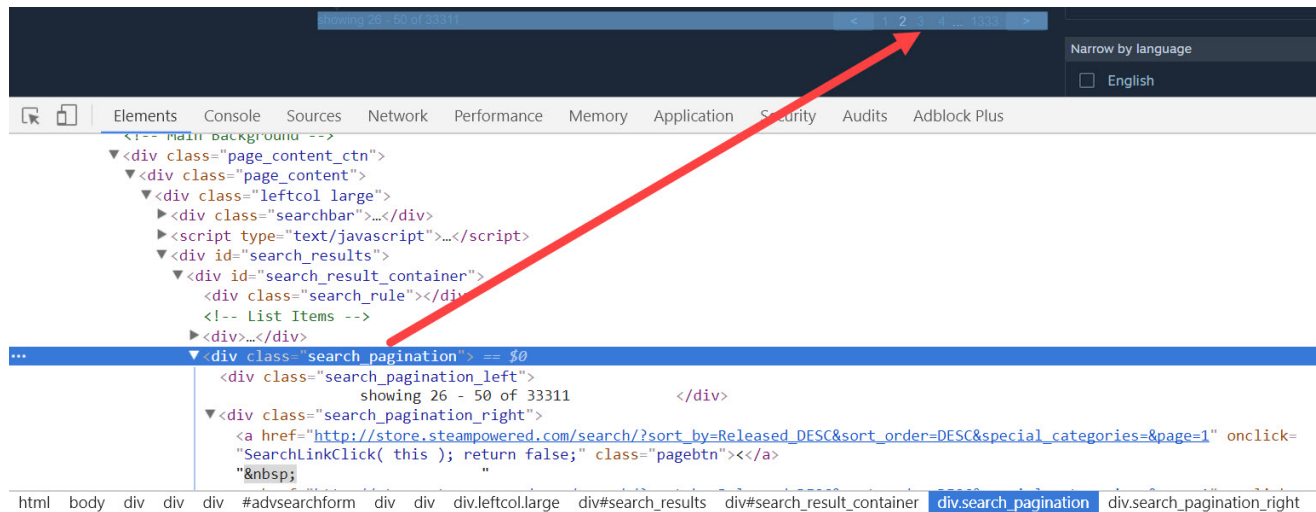 showing 26 - 50 of 33311 < 1 2 3 4 ... 1333 >
Narrow by language
English
Elements Console Sources Network Performance Memory Application Security Audits Adblock Plus
<!-- Main Background -->
▼<div class="page_content_ctn">
▼<div class="page_content">
▼<div class="leftcol large">
▶<div class="searchbar">…</div>
▶<script type="text/javascript">…</script>
▼<div id="search_results">
▼<div id="search_result_container">
<div class="search_rule"></div>
<!-- List Items -->
▶<div>…</div>
... ▼<div class="search_pagination"> == $0
<div class="search_pagination_left">
showing 26 - 50 of 33311 </div>
▼<div class="search_pagination_right">
<a href="http://store.steampowered.com/search/?sort_by=Released_DESC&sort_order=DESC&special_categories=&page=1" onclick=
"SearchLinkClick( this ); return false;" class="pagebtn"><</a>
"&nbsp; "
html body div div div #advsearchform div div div.leftcol.large div#search_results div#search_result_container div.search_pagination div.search_pagination_right